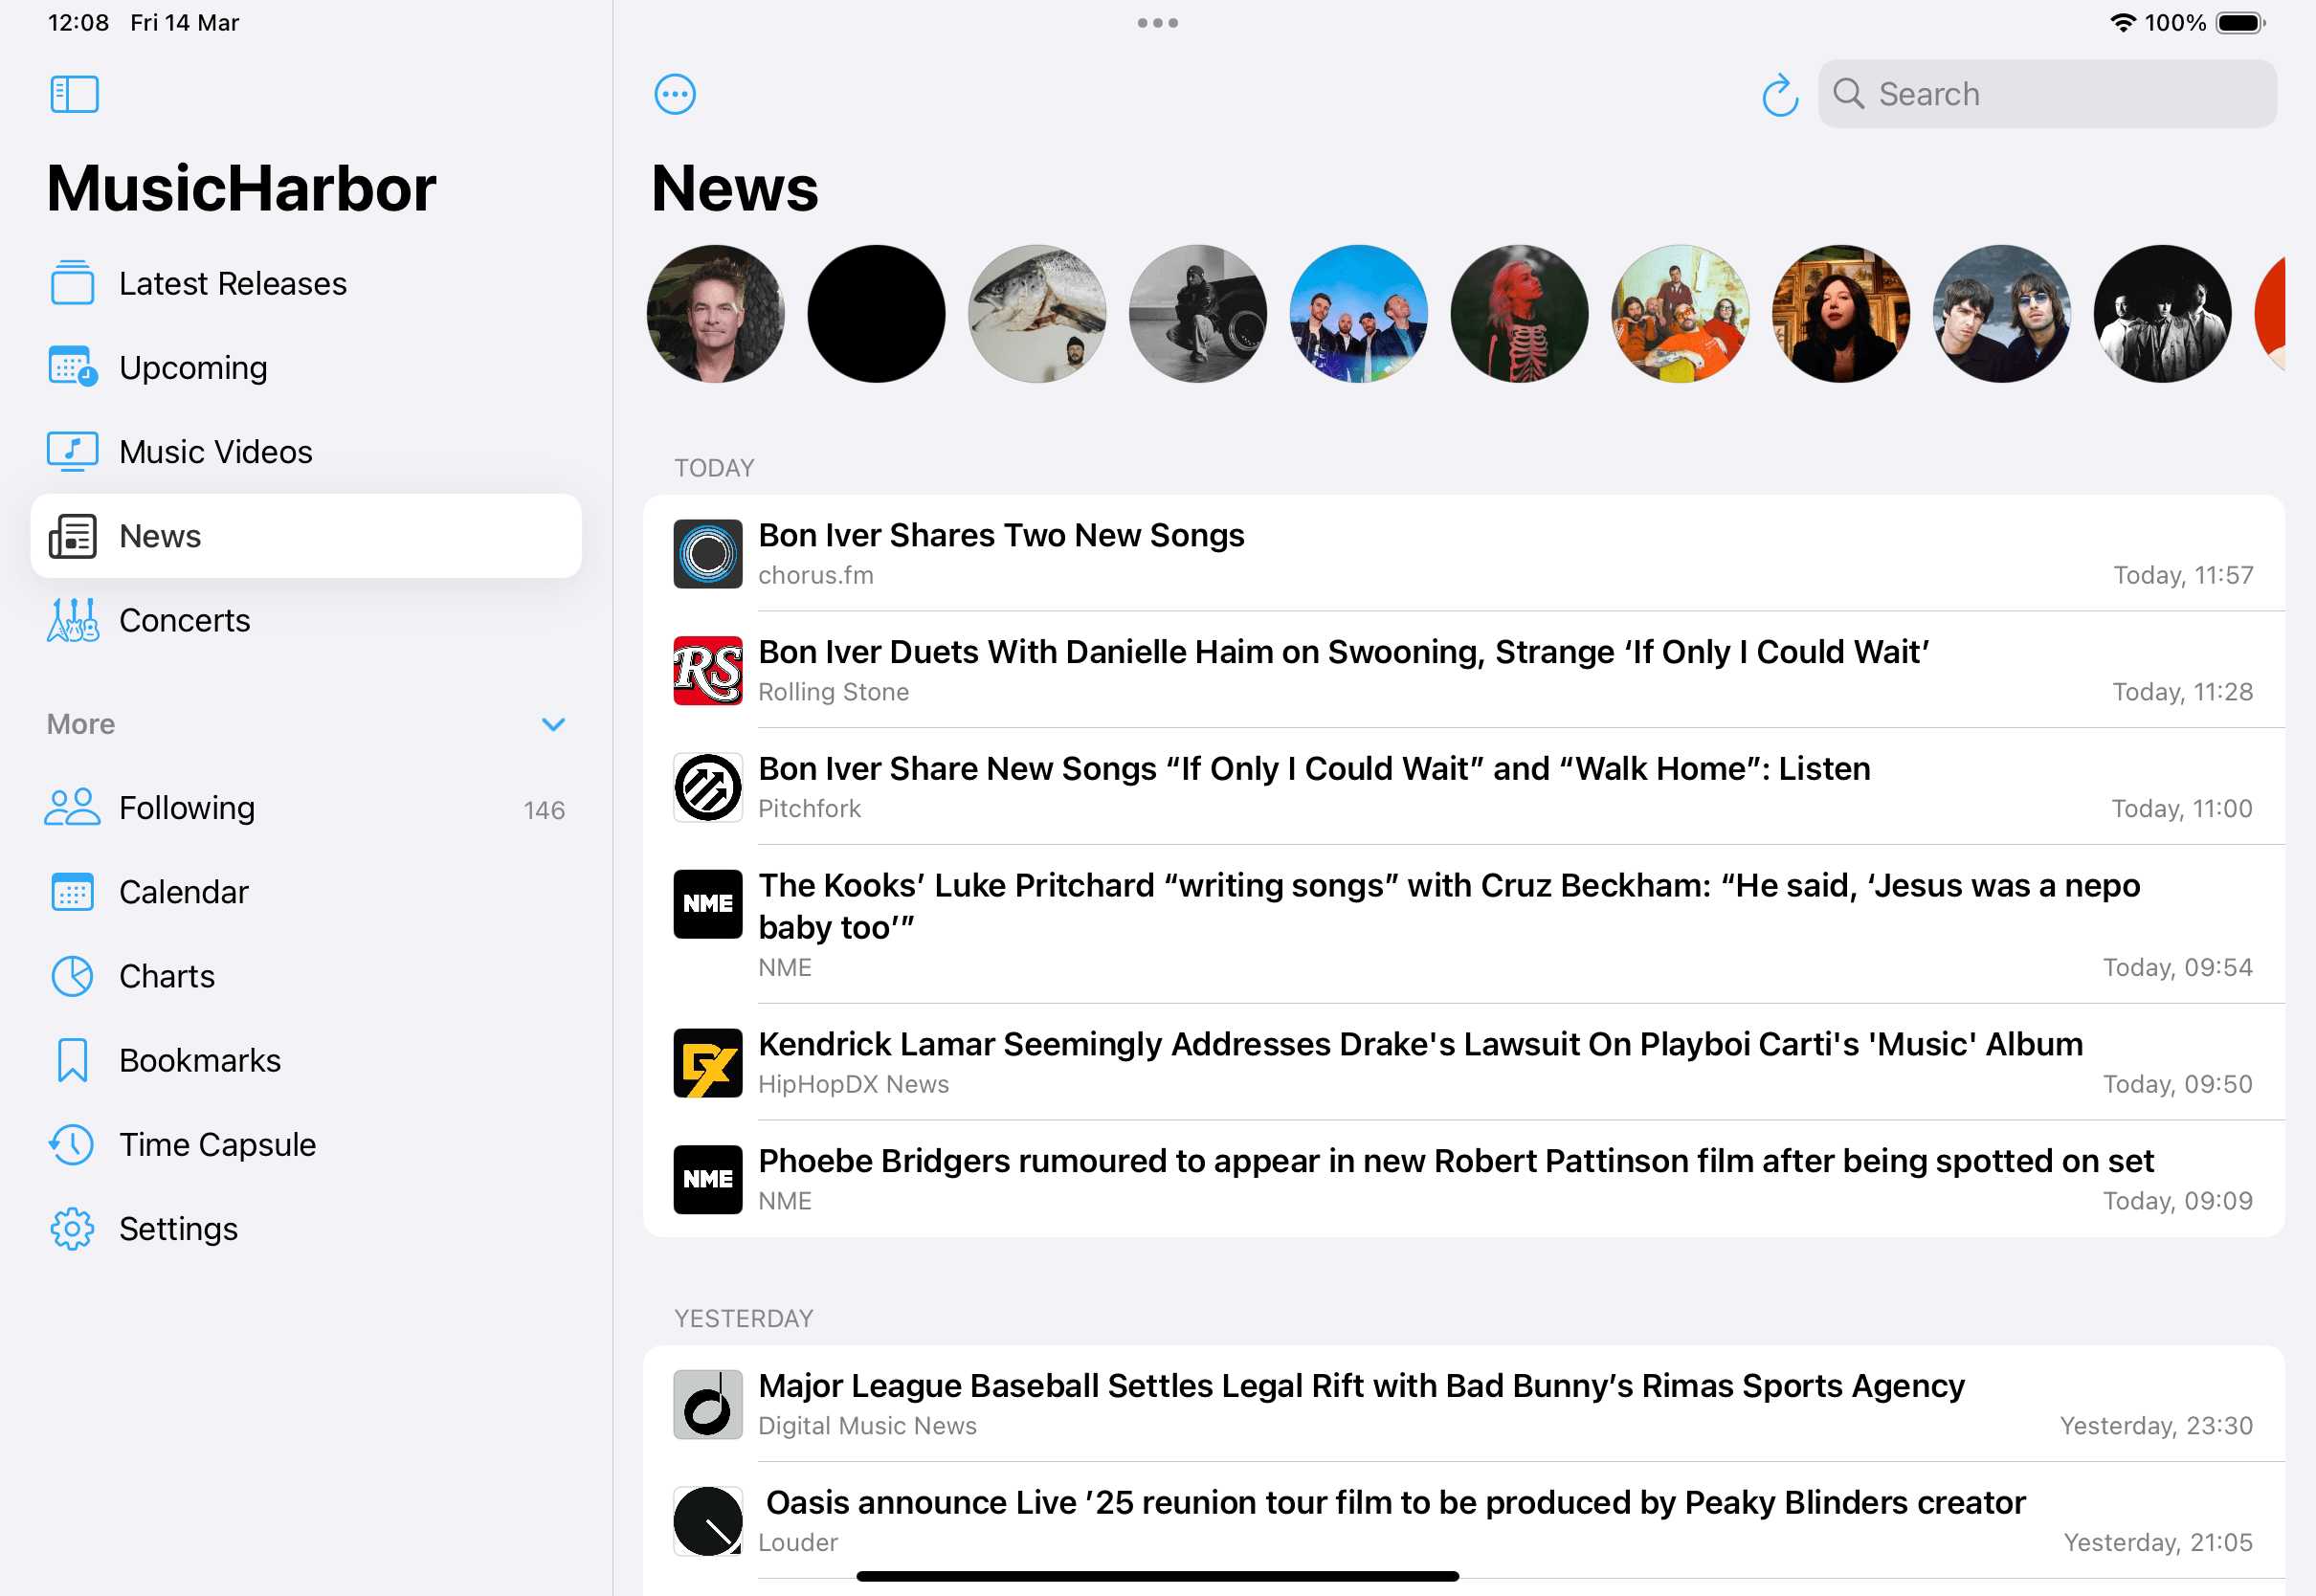 12:08 Fri 14 Mar
100%
MusicHarbor
Latest Releases
Upcoming
Music Videos
News
Concerts
More
Following 146
Calendar
Charts
Bookmarks
Time Capsule
Settings
Search
News
TODAY
Bon Iver Shares Two New Songs
chorus.fm Today, 11:57
RS
Bon Iver Duets With Danielle Haim on Swooning, Strange ‘If Only I Could Wait’
Rolling Stone Today, 11:28
Bon Iver Share New Songs “If Only I Could Wait” and “Walk Home”: Listen
Pitchfork Today, 11:00
NME
The Kooks’ Luke Pritchard “writing songs” with Cruz Beckham: “He said, ‘Jesus was a nepo
baby too’”
NME Today, 09:54
DX
Kendrick Lamar Seemingly Addresses Drake's Lawsuit On Playboi Carti's 'Music' Album
HipHopDX News Today, 09:50
NME
Phoebe Bridgers rumoured to appear in new Robert Pattinson film after being spotted on set
NME Today, 09:09
YESTERDAY
Major League Baseball Settles Legal Rift with Bad Bunny’s Rimas Sports Agency
Digital Music News Yesterday, 23:30
Oasis announce Live ’25 reunion tour film to be produced by Peaky Blinders creator
Louder Yesterday, 21:05